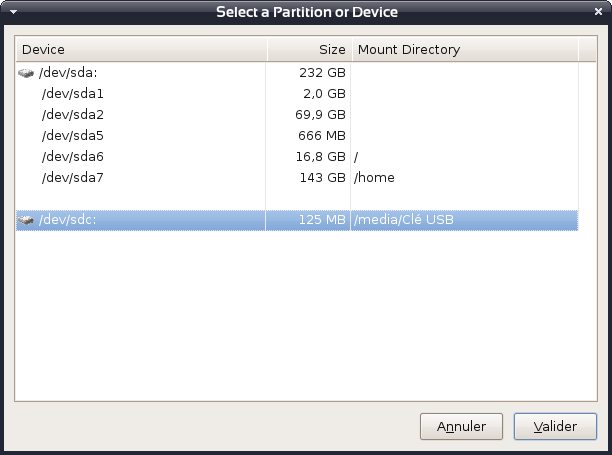 Select a Partition or Device
Device Size Mount Directory
/dev/sda: 232 GB
/dev/sda1 2,0 GB
/dev/sda2 69,9 GB
/dev/sda5 666 MB
/dev/sda6 16,8 GB /
/dev/sda7 143 GB /home
/dev/sdc: 125 MB /media/Clé USB
Annuler Valider